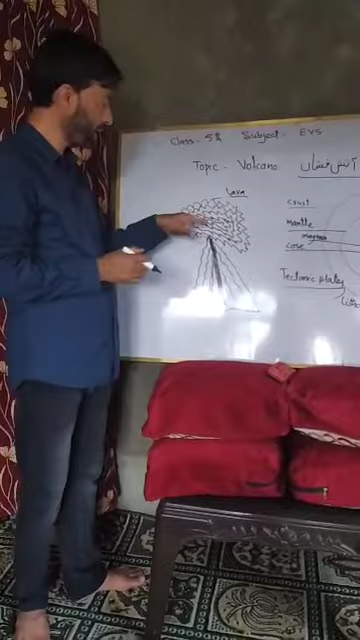 Class:- 5th Subject:- EVS
Topic - Volcano آتش فشاں
Lava
crust
Mantle
magma
Core
Tectonic plates